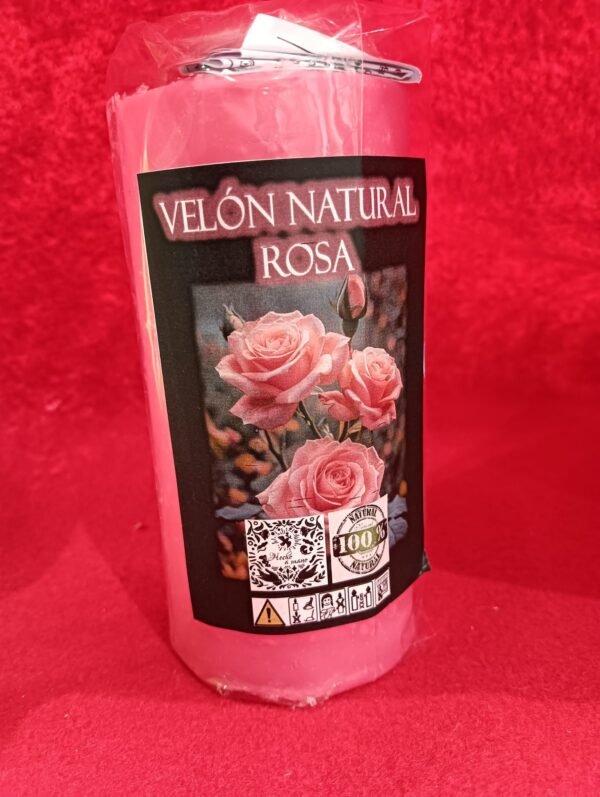 VELÓN NATURAL
ROSA
Hecho
a mano
NATURAL
100%
NATURAL